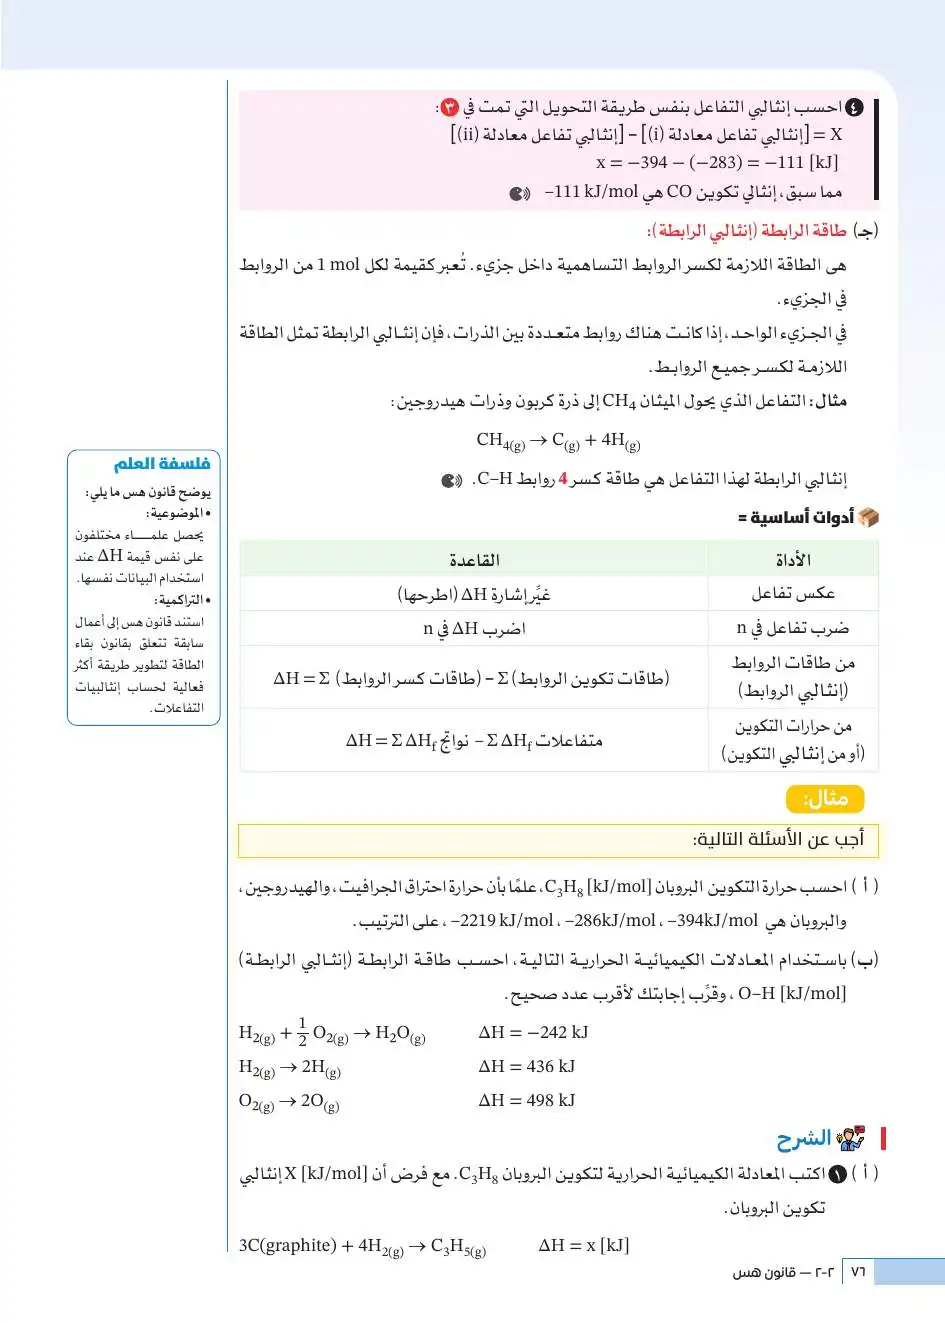 ٤ احسب إنثالبي التفاعل بنفس طريقة التحويل التي تمت في ٣:
X = [إنثالبي تفاعل معادلة (i)] – [إنثالبي تفاعل معادلة (ii)]
x = −394 − (−283) = −111 [kJ]
مما سبق، إنثالي تكوين CO هي −111 kJ/mol
(جـ) طاقة الرابطة (إنثالبي الرابطة):
هى الطاقة اللازمة لكسر الروابط التساهمية داخل جزيء. تُعبر كقيمة لكل 1 mol من الروابط
في الجزيء.
في الجزيء الواحد، إذا كانت هناك روابط متعددة بين الذرات، فإن إنثالبي الرابطة تمثل الطاقة
اللازمة لكسر جميع الروابط.
مثال: التفاعل الذي يحول الميثان CH₄ إلى ذرة كربون وذرات هيدروجين:
CH₄(g) → C(g) + 4H(g)
إنثالبي الرابطة لهذا التفاعل هي طاقة كسر 4 روابط C–H.
أدوات أساسية =
الأداة القاعدة
عكس تفاعل غيِّر إشارة ΔH (اطرحها)
ضرب تفاعل في n اضرب ΔH في n
من طاقات الروابط
(إنثالبي الروابط)
ΔH = Σ (طاقات كسر الروابط) – Σ (طاقات تكوين الروابط)
من حرارات التكوين
(أو من إنثالبي التكوين)
ΔH = Σ ΔHf نواتج – Σ ΔHf متفاعلات
فلسفة العلم
يوضح قانون هس ما يلي:
• الموضوعية:
يحصل علماء مختلفون
على نفس قيمة ΔH عند
استخدام البيانات نفسها.
• التراكمية:
استند قانون هس إلى أعمال
سابقة تتعلق بقانون بقاء
الطاقة لتطوير طريقة أكثر
فعالية لحساب إنثالبيات
التفاعلات.
مثال:
أجب عن الأسئلة التالية:
( أ ) احسب حرارة التكوين البروبان C₃H₈ [kJ/mol]، علمًا بأن حرارة احتراق الجرافيت، والهيدروجين،
والبروبان هي −394kJ/mol ، −286kJ/mol ، −2219 kJ/mol ، على الترتيب.
(ب) باستخدام المعادلات الكيميائية الحرارية التالية، احسب طاقة الرابطة (إنثالبي الرابطة)
O–H [kJ/mol] ، وقرِّب إجابتك لأقرب عدد صحيح.
H₂(g) + 1/2 O₂(g) → H₂O(g) ΔH = −242 kJ
H₂(g) → 2H(g) ΔH = 436 kJ
O₂(g) → 2O(g) ΔH = 498 kJ
الشرح
( أ ) ١ اكتب المعادلة الكيميائية الحرارية لتكوين البروبان C₃H₈. مع فرض أن X [kJ/mol] إنثالبي
تكوين البروبان.
3C(graphite) + 4H₂(g) → C₃H₅(g) ΔH = x [kJ]
٧٦ ٢-٢ — قانون هس